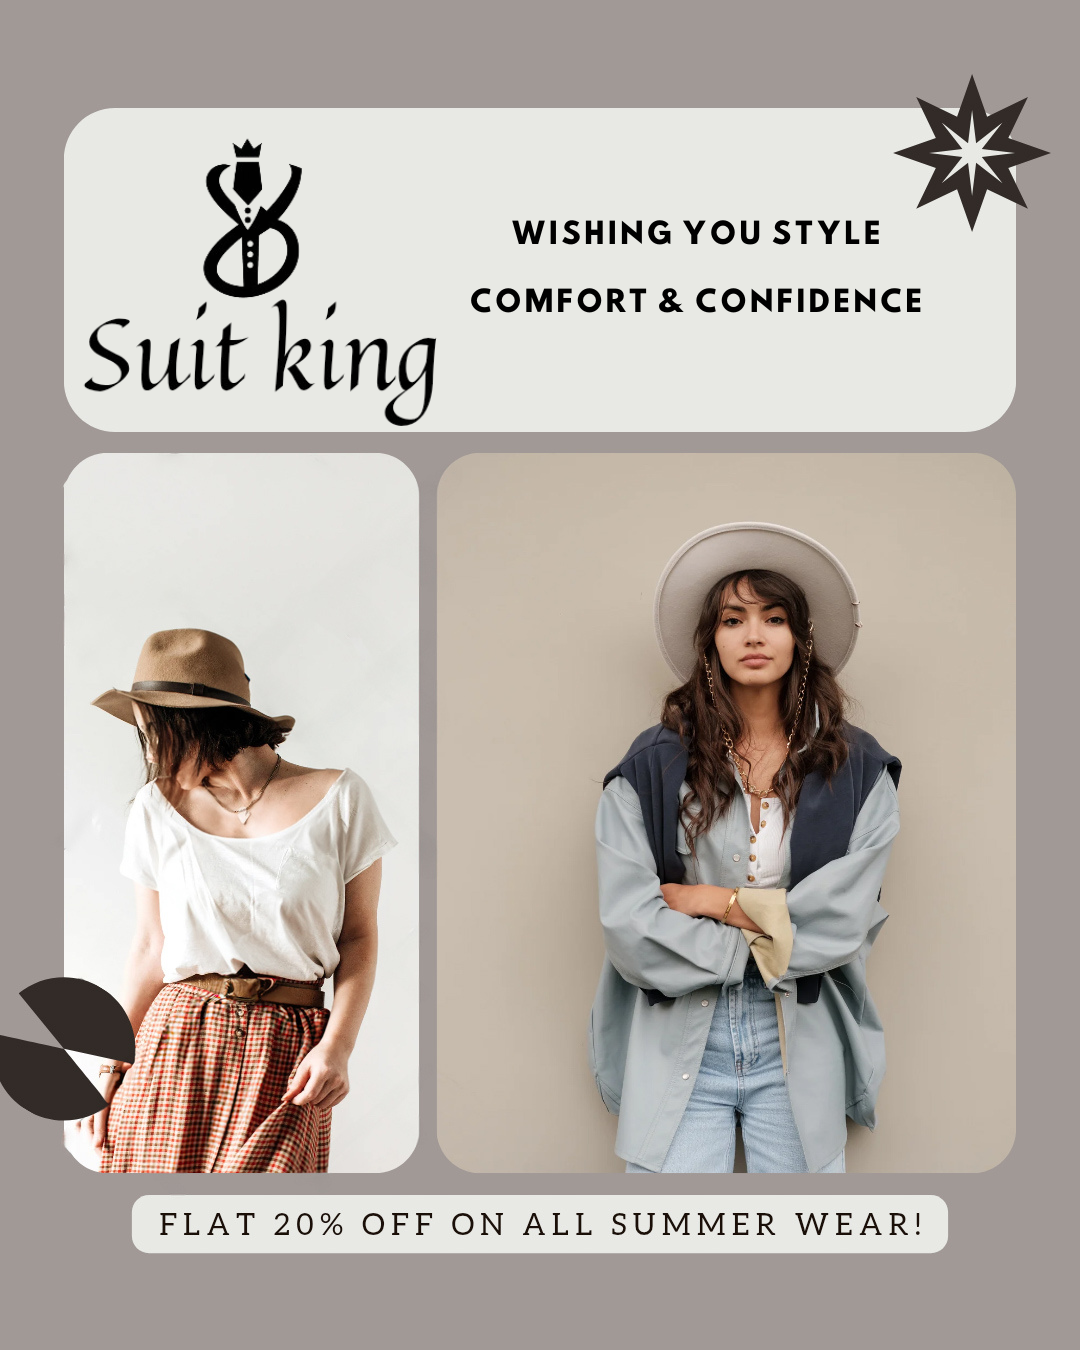 Suit king
WISHING YOU STYLE
COMFORT & CONFIDENCE
FLAT 20% OFF ON ALL SUMMER WEAR!